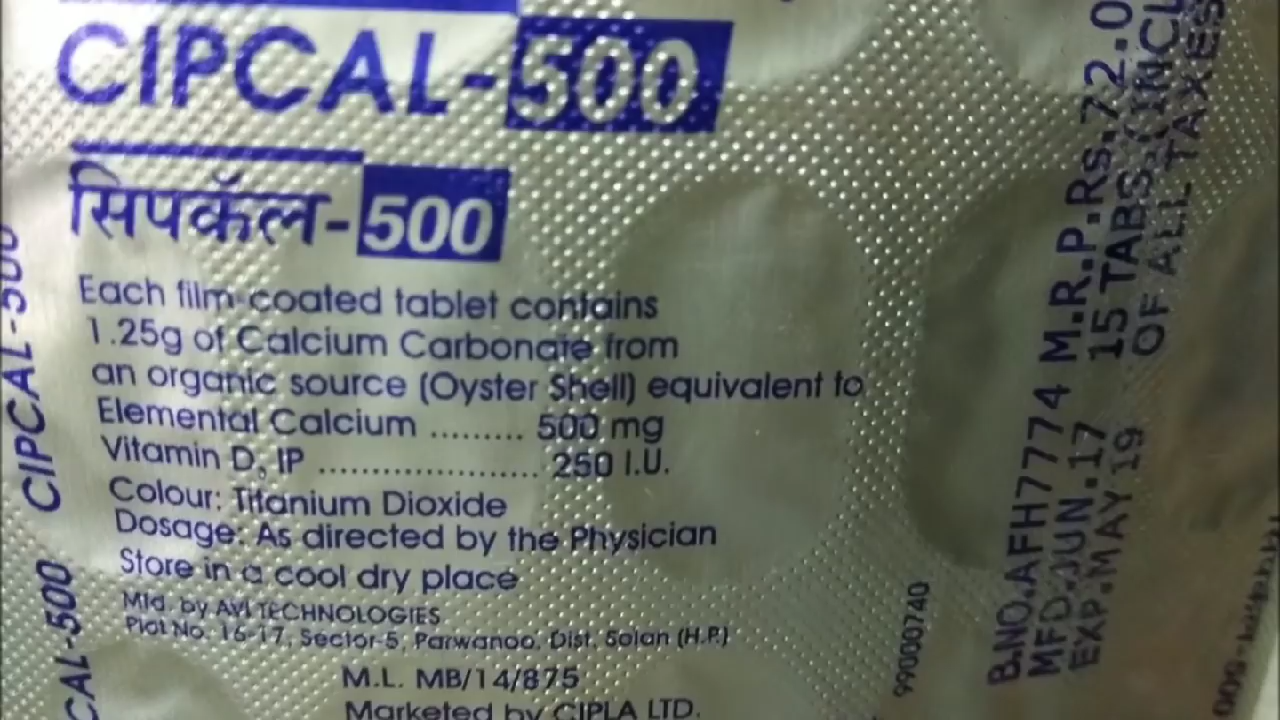 CIPCAL-500
सिपकॅल-500
Each film-coated tablet contains
1.25g of Calcium Carbonate from
an organic source (Oyster Shell) equivalent to
Elemental Calcium ......... 500 mg
Vitamin D₃ IP ...................... 250 I.U.
Colour: Titanium Dioxide
Dosage: As directed by the Physician
Store in a cool dry place
Mfd. by AVI TECHNOLOGIES
Plot No. 16-17, Sector-5, Parwanoo, Dist. Solan (H.P.)
M.L. MB/14/875
Marketed by CIPLA LTD.
CIPCAL-500
CAL-500
99000740
B.NO.AFH7774 M.R.P.Rs.72.0
MFD.JUN.17 15 TABS.(INCL
EXP.MAY 19 OF ALL TAXES